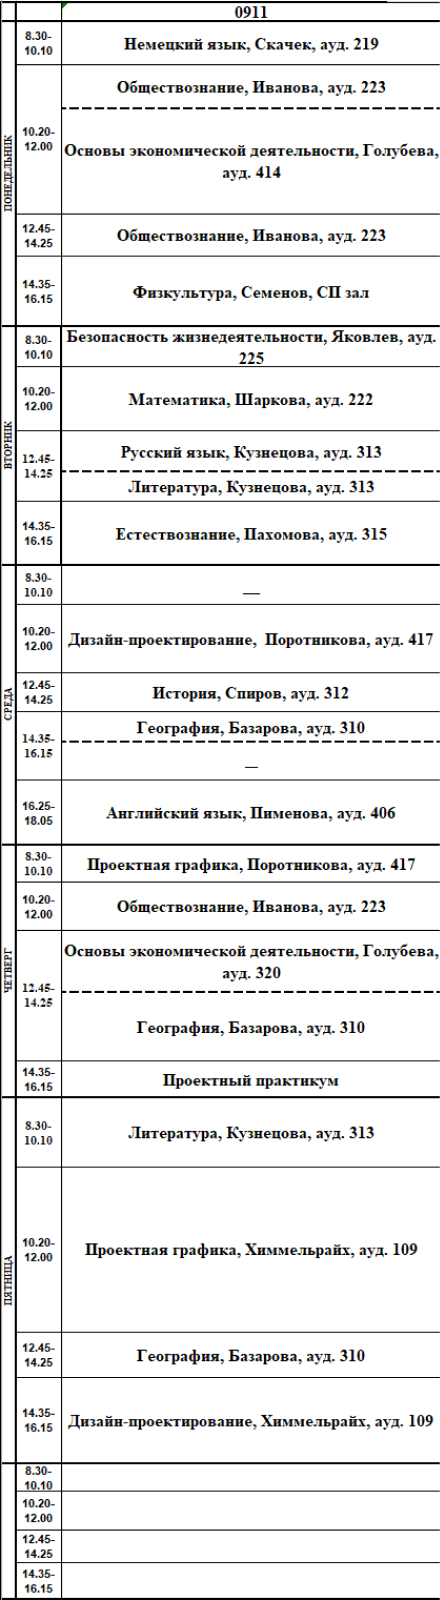 0911
ПОНЕДЕЛЬНИК
8.30-
10.10
Немецкий язык, Скачек, ауд. 219
10.20-
12.00
Обществознание, Иванова, ауд. 223
Основы экономической деятельности, Голубева,
ауд. 414
12.45-
14.25
Обществознание, Иванова, ауд. 223
14.35-
16.15
Физкультура, Семенов, СП зал
ВТОРНИК
8.30-
10.10
Безопасность жизнедеятельности, Яковлев, ауд.
225
10.20-
12.00
Математика, Шаркова, ауд. 222
12.45-
14.25
Русский язык, Кузнецова, ауд. 313
Литература, Кузнецова, ауд. 313
14.35-
16.15
Естествознание, Пахомова, ауд. 315
СРЕДА
8.30-
10.10
—
10.20-
12.00
Дизайн-проектирование, Поротникова, ауд. 417
12.45-
14.25
История, Спиров, ауд. 312
14.35-
16.15
География, Базарова, ауд. 310
—
16.25-
18.05
Английский язык, Пименова, ауд. 406
ЧЕТВЕРГ
8.30-
10.10
Проектная графика, Поротникова, ауд. 417
10.20-
12.00
Обществознание, Иванова, ауд. 223
12.45-
14.25
Основы экономической деятельности, Голубева,
ауд. 320
География, Базарова, ауд. 310
14.35-
16.15
Проектный практикум
ПЯТНИЦА
8.30-
10.10
Литература, Кузнецова, ауд. 313
10.20-
12.00
Проектная графика, Химмельрайх, ауд. 109
12.45-
14.25
География, Базарова, ауд. 310
14.35-
16.15
Дизайн-проектирование, Химмельрайх, ауд. 109
8.30-
10.10
10.20-
12.00
12.45-
14.25
14.35-
16.15